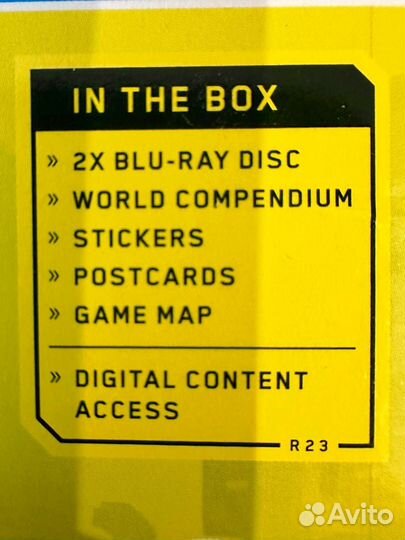 IN THE BOX
» 2X BLU-RAY DISC
» WORLD COMPENDIUM
» STICKERS
» POSTCARDS
» GAME MAP
» DIGITAL CONTENT
ACCESS
R23
Avito